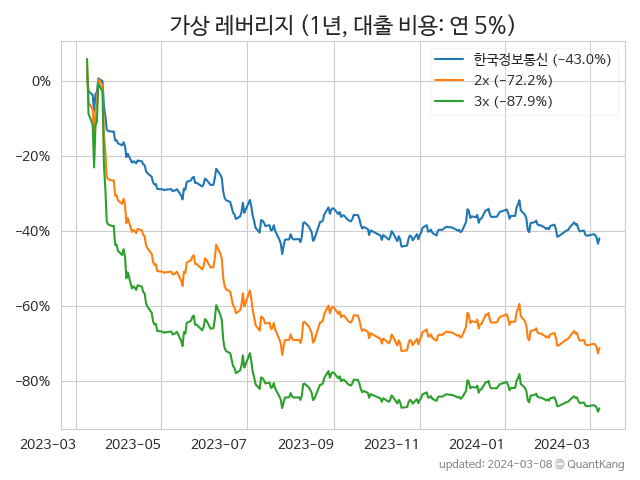 가상 레버리지 (1년, 대출 비용: 연 5%)
한국정보통신 (−43.0%)
2x (−72.2%)
3x (−87.9%)
0%
−20%
−40%
−60%
−80%
2023-03 2023-05 2023-07 2023-09 2023-11 2024-01 2024-03
updated: 2024-03-08 © QuantKang